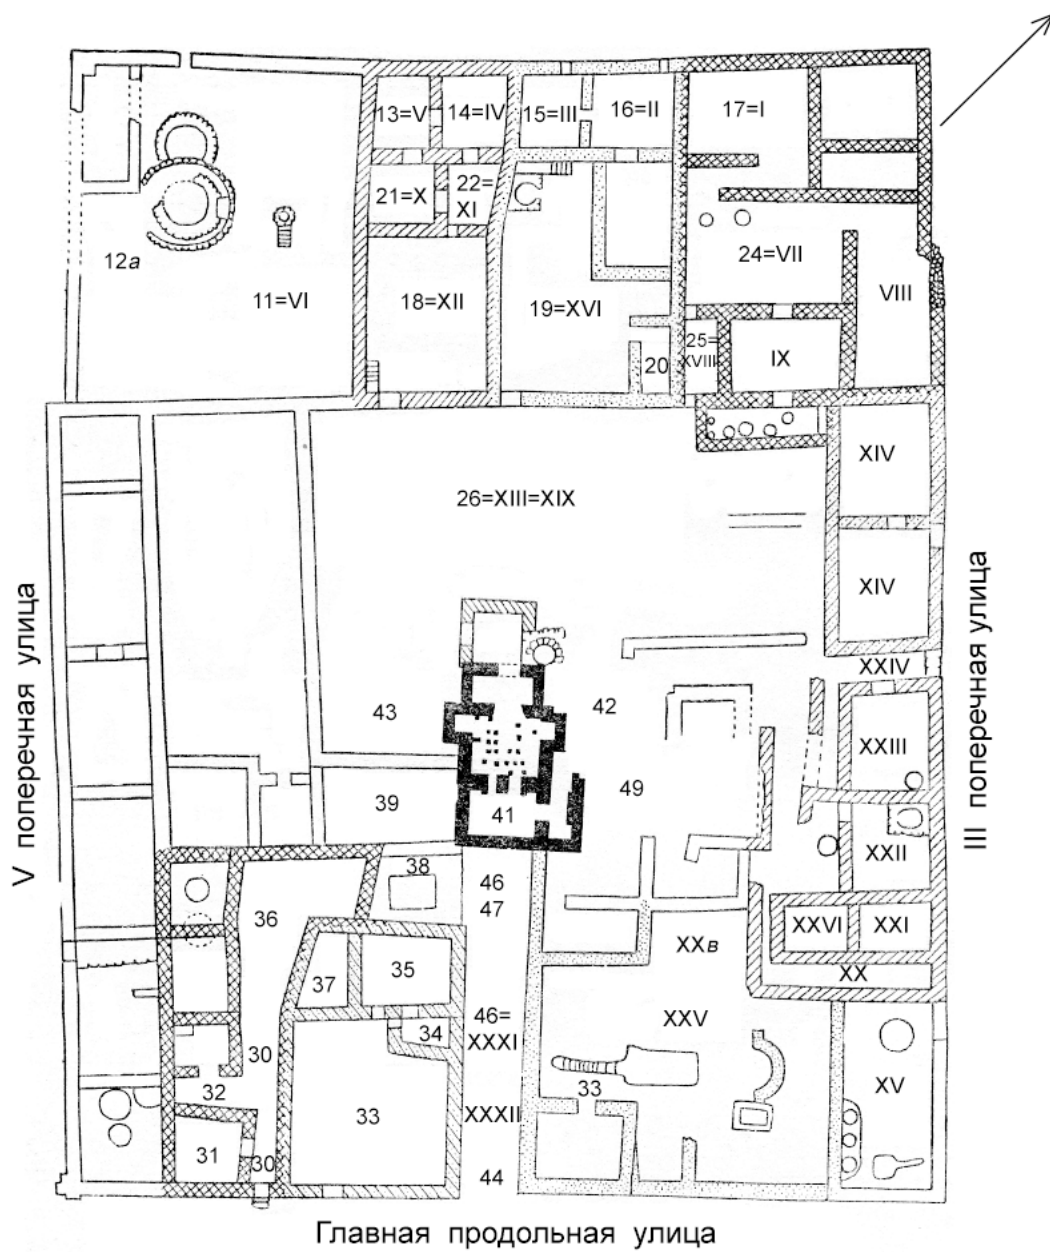 13=V
14=IV
15=III
16=II
17=I
21=X
22=
XI
12а
11=VI
18=XII
19=XVI
20
24=VII
VIII
25=
XVIII
IX
26=XIII=XIX
XIV
XIV
V поперечная улица
III поперечная улица
XXIV
43
42
XXIII
39
41
49
38
46
47
XXII
36
XXVI
XXI
37
35
XXв
XX
46=
XXXI
34
XXV
30
32
33
33
XV
XXXII
31
30
44
Главная продольная улица